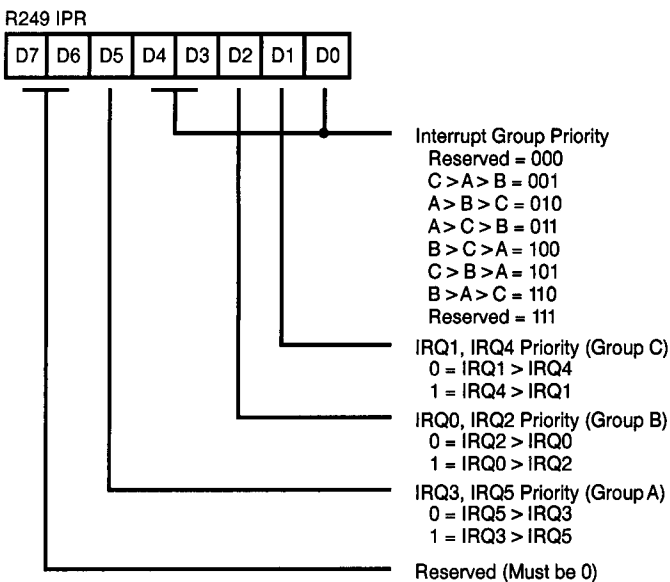 R249 IPR
D7 D6 D5 D4 D3 D2 D1 D0
Interrupt Group Priority
Reserved = 000
C > A > B = 001
A > B > C = 010
A > C > B = 011
B > C > A = 100
C > B > A = 101
B > A > C = 110
Reserved = 111
IRQ1, IRQ4 Priority (Group C)
0 = IRQ1 > IRQ4
1 = IRQ4 > IRQ1
IRQ0, IRQ2 Priority (Group B)
0 = IRQ2 > IRQ0
1 = IRQ0 > IRQ2
IRQ3, IRQ5 Priority (Group A)
0 = IRQ5 > IRQ3
1 = IRQ3 > IRQ5
Reserved (Must be 0)